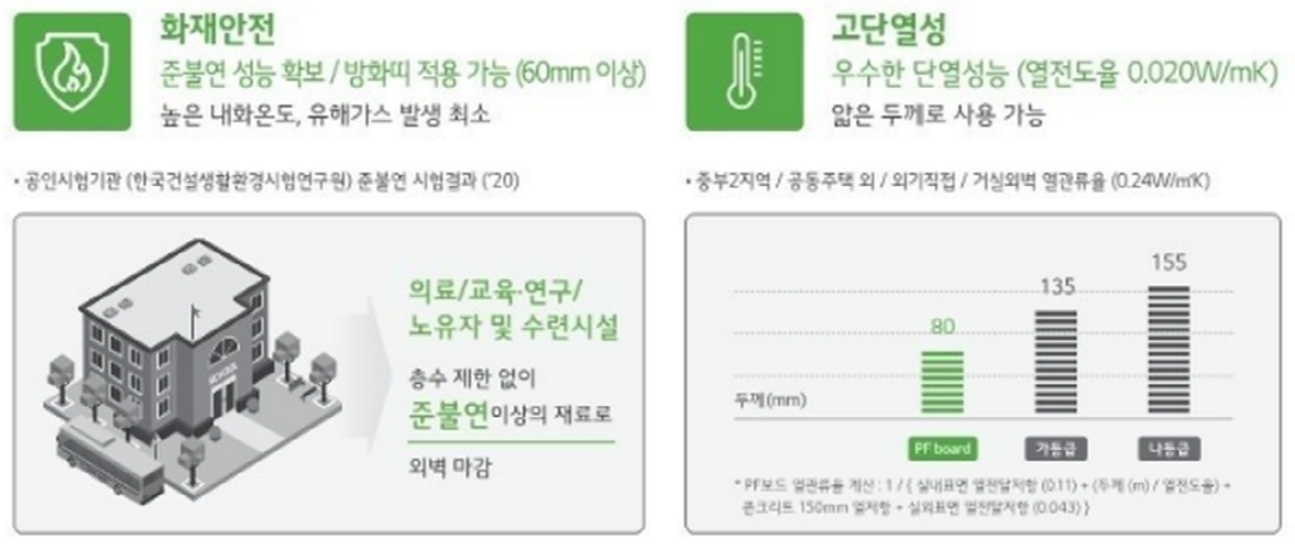 화재안전
준불연 성능 확보 / 방화띠 적용 가능 (60mm 이상)
높은 내화온도, 유해가스 발생 최소
• 공인시험기관 (한국건설생활환경시험연구원) 준불연 시험결과 ('20)
SCHOOL
의료/교육·연구/
노유자 및 수련시설
층수 제한 없이
준불연이상의 재료로
외벽 마감
고단열성
우수한 단열성능 (열전도율 0.020W/mK)
얇은 두께로 사용 가능
• 중부2지역 / 공동주택 외 / 외기직접 / 거실외벽 열관류율 (0.24W/㎡K)
80
135
155
두께(mm)
PF board
가등급
나등급
* PF보드 열관류율 계산 : 1 / { 실내표면 열전달저항 (0.11) + (두께 (m) / 열전도율) +
콘크리트 150mm 열저항 + 실외표면 열전달저항 (0.043) }